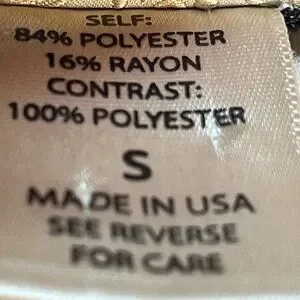 SELF:
84% POLYESTER
16% RAYON
CONTRAST:
100% POLYESTER
S
MADE IN USA
SEE REVERSE
FOR CARE